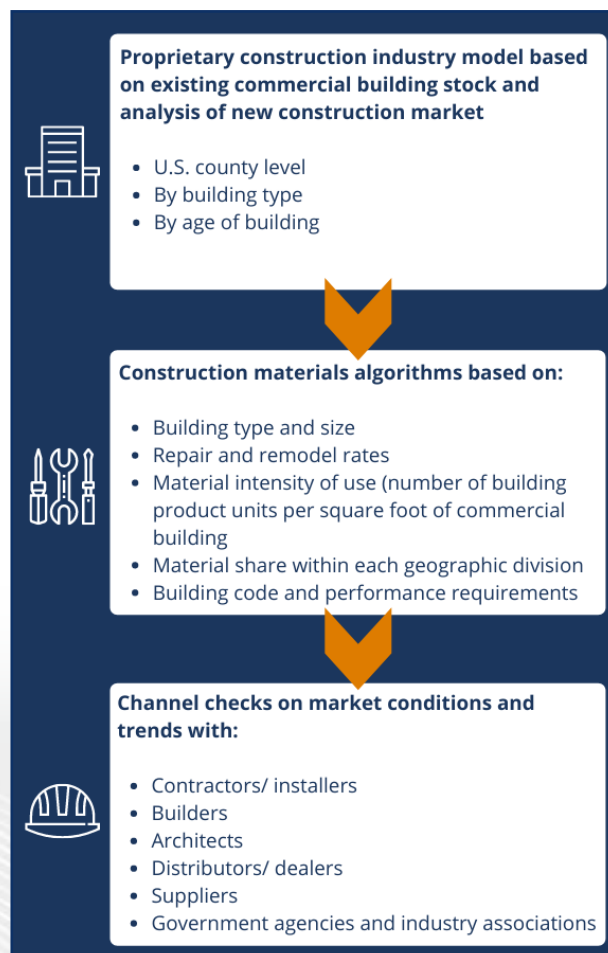 Proprietary construction industry model based
on existing commercial building stock and
analysis of new construction market
• U.S. county level
• By building type
• By age of building
Construction materials algorithms based on:
• Building type and size
• Repair and remodel rates
• Material intensity of use (number of building
product units per square foot of commercial
building
• Material share within each geographic division
• Building code and performance requirements
Channel checks on market conditions and
trends with:
• Contractors/ installers
• Builders
• Architects
• Distributors/ dealers
• Suppliers
• Government agencies and industry associations